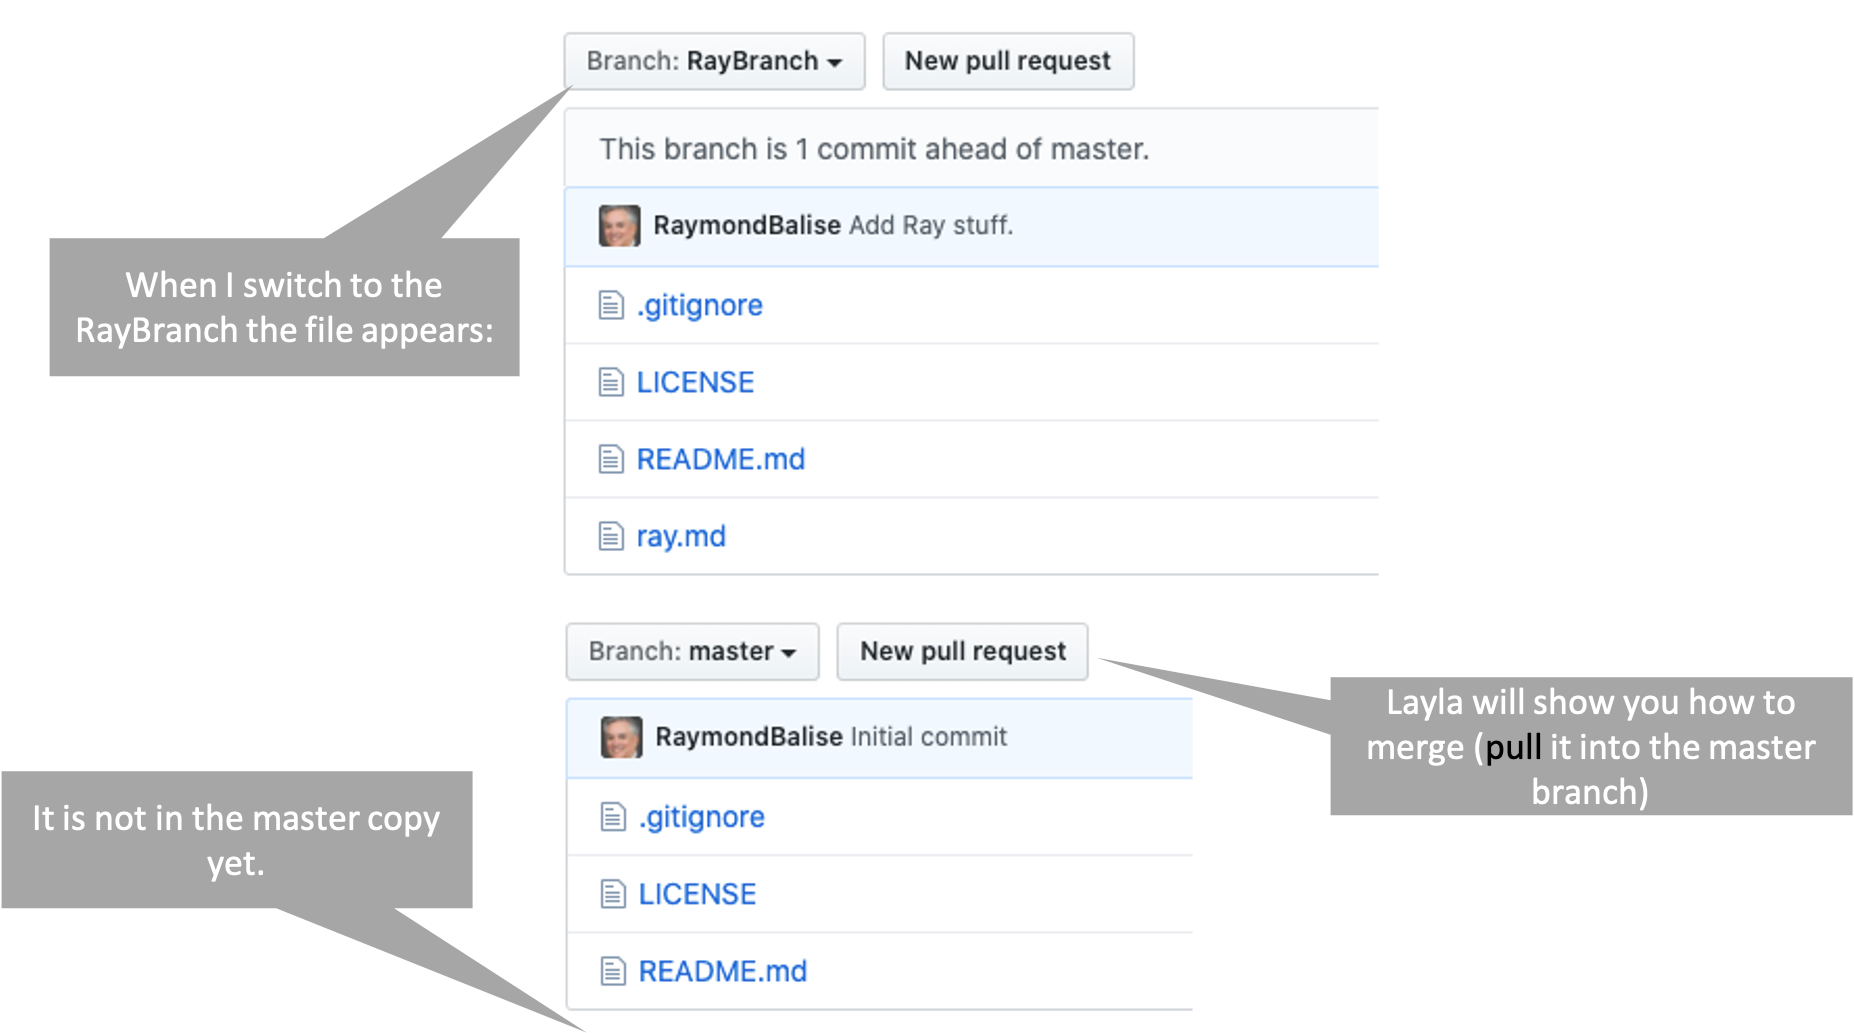 Branch: RayBranch
New pull request
This branch is 1 commit ahead of master.
When I switch to the
RayBranch the file appears:
RaymondBalise Add Ray stuff.
.gitignore
LICENSE
README.md
ray.md
Branch: master
New pull request
Layla will show you how to
merge (pull it into the master
branch)
RaymondBalise Initial commit
It is not in the master copy
yet.
.gitignore
LICENSE
README.md